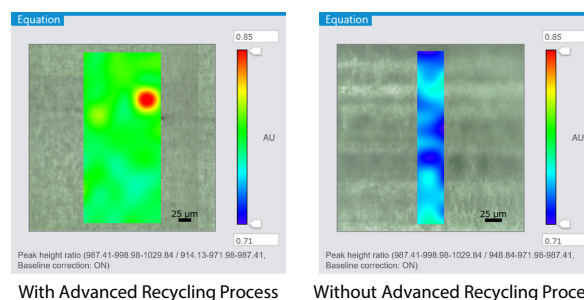 Equation
0.85
AU
25 µm
0.71
Peak height ratio (987.41-998.98-1029.84 / 914.13-971.98-987.41,
Baseline correction: ON)
With Advanced Recycling Process
Equation
0.85
AU
25 µm
0.71
Peak height ratio (987.41-998.98-1029.84 / 948.84-971.98-987.41,
Baseline correction: ON)
Without Advanced Recycling Proce